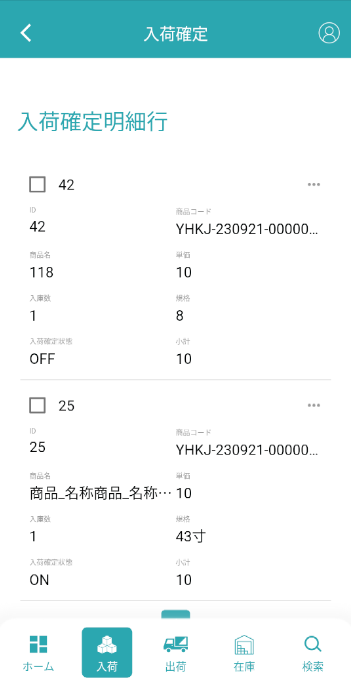 入荷確定
入荷確定明細行
42
ID
商品コード
42
YHKJ-230921-00000...
商品名
単価
118
10
入庫数
規格
1
8
入荷確定状態
小計
OFF
10
25
ID
商品コード
25
YHKJ-230921-00000...
商品名
単価
商品_名称商品_名称...
10
入庫数
規格
1
43寸
入荷確定状態
小計
ON
10
ホーム
入荷
出荷
在庫
検索